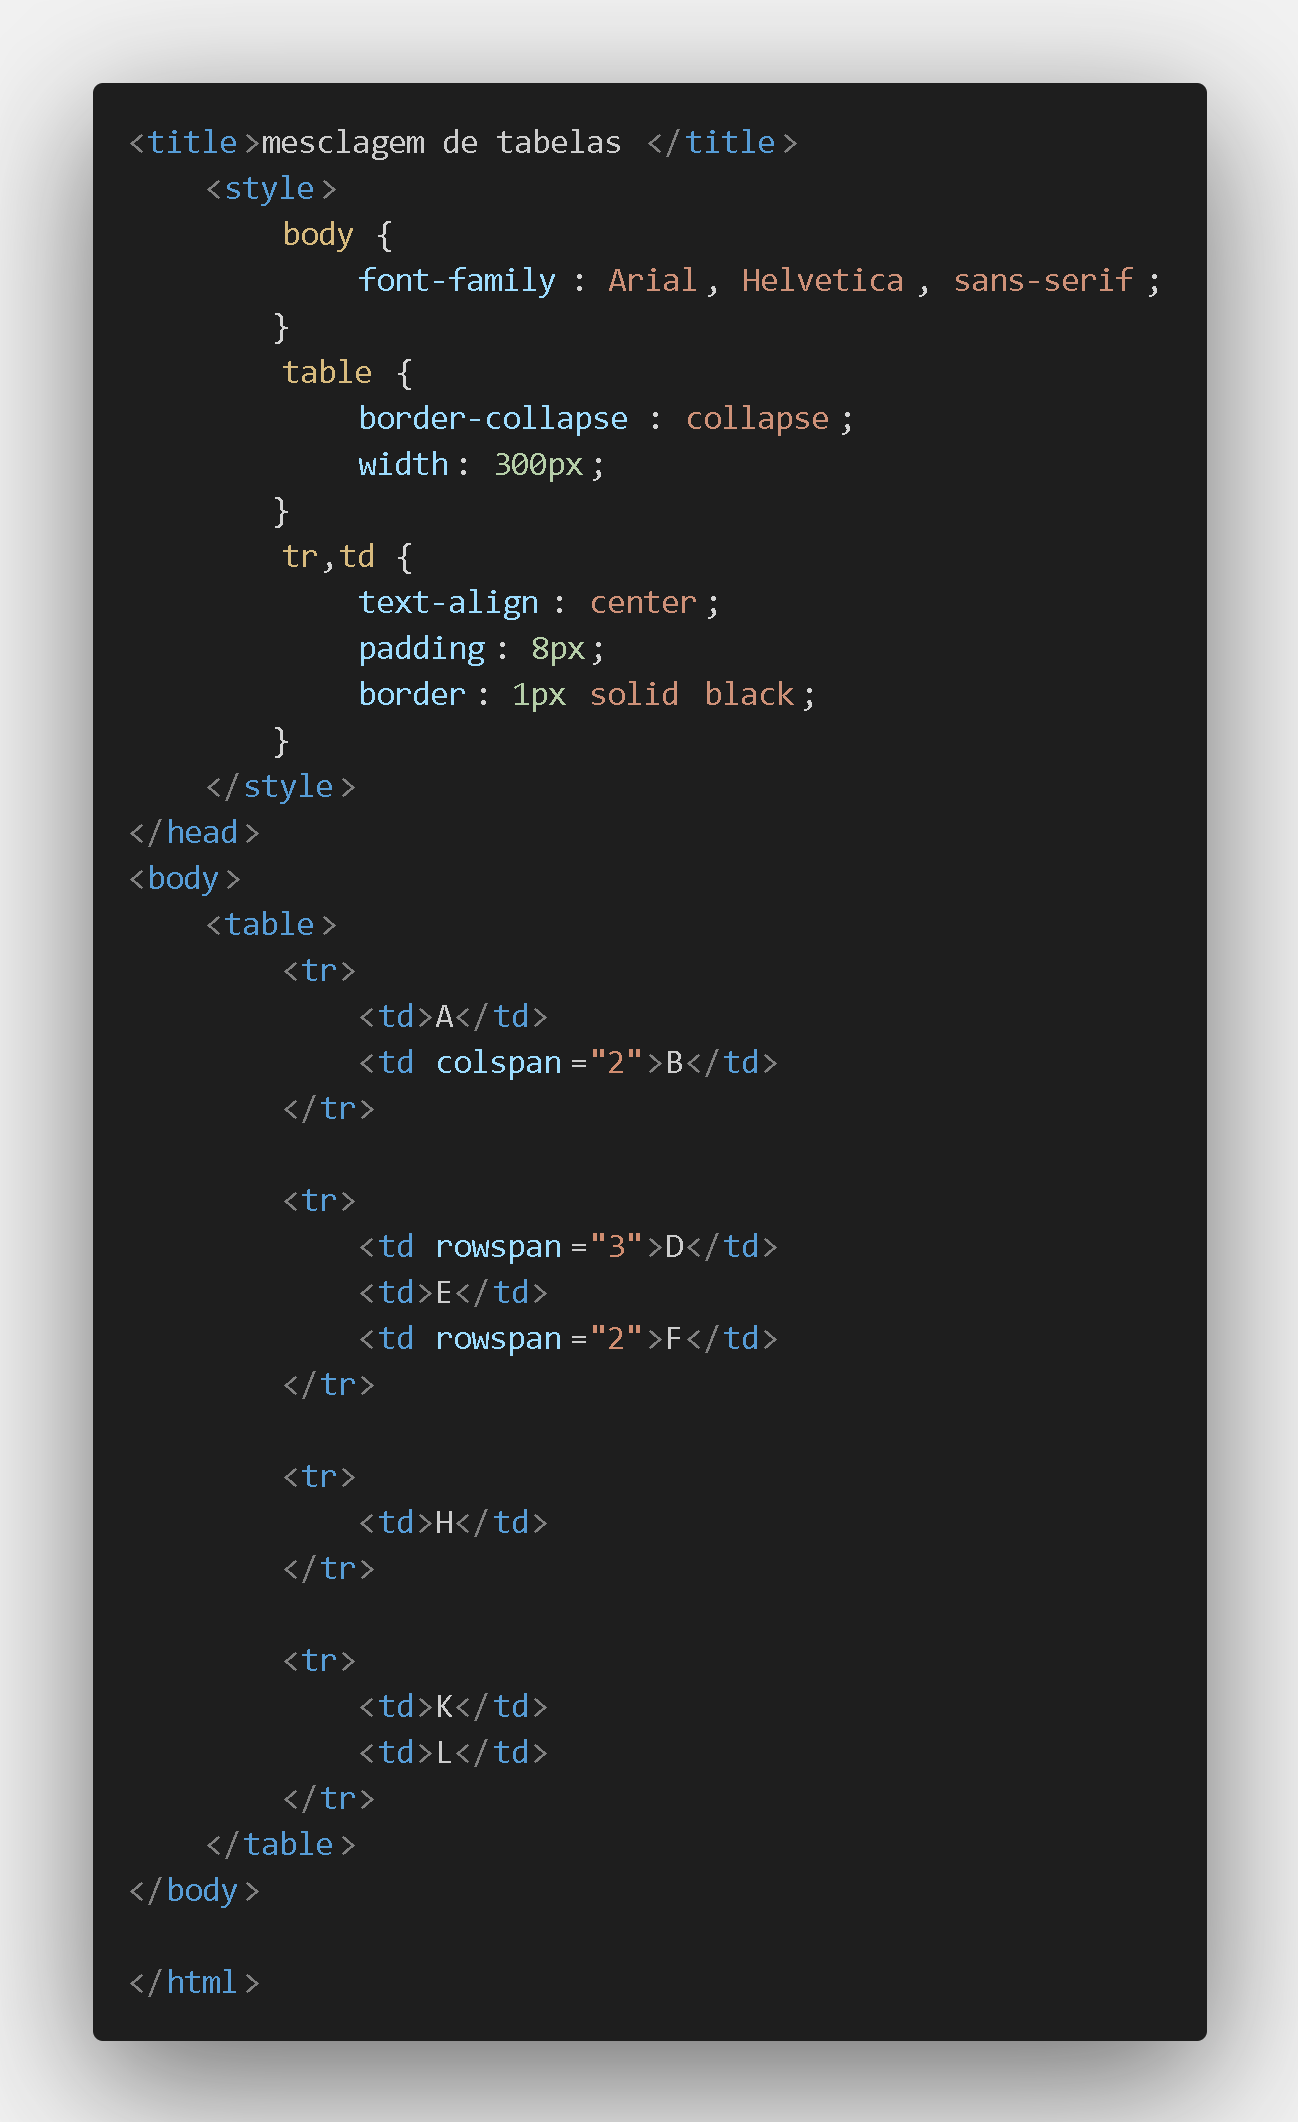 <title>mesclagem de tabelas </title>
    <style>
        body {
            font-family: Arial, Helvetica, sans-serif;
        }
        table {
            border-collapse: collapse;
            width: 300px;
        }
        tr,td {
            text-align: center;
            padding: 8px;
            border: 1px solid black;
        }
    </style>
</head>
<body>
    <table>
        <tr>
            <td>A</td>
            <td colspan="2">B</td>
        </tr>

        <tr>
            <td rowspan="3">D</td>
            <td>E</td>
            <td rowspan="2">F</td>
        </tr>

        <tr>
            <td>H</td>
        </tr>

        <tr>
            <td>K</td>
            <td>L</td>
        </tr>
    </table>
</body>

</html>